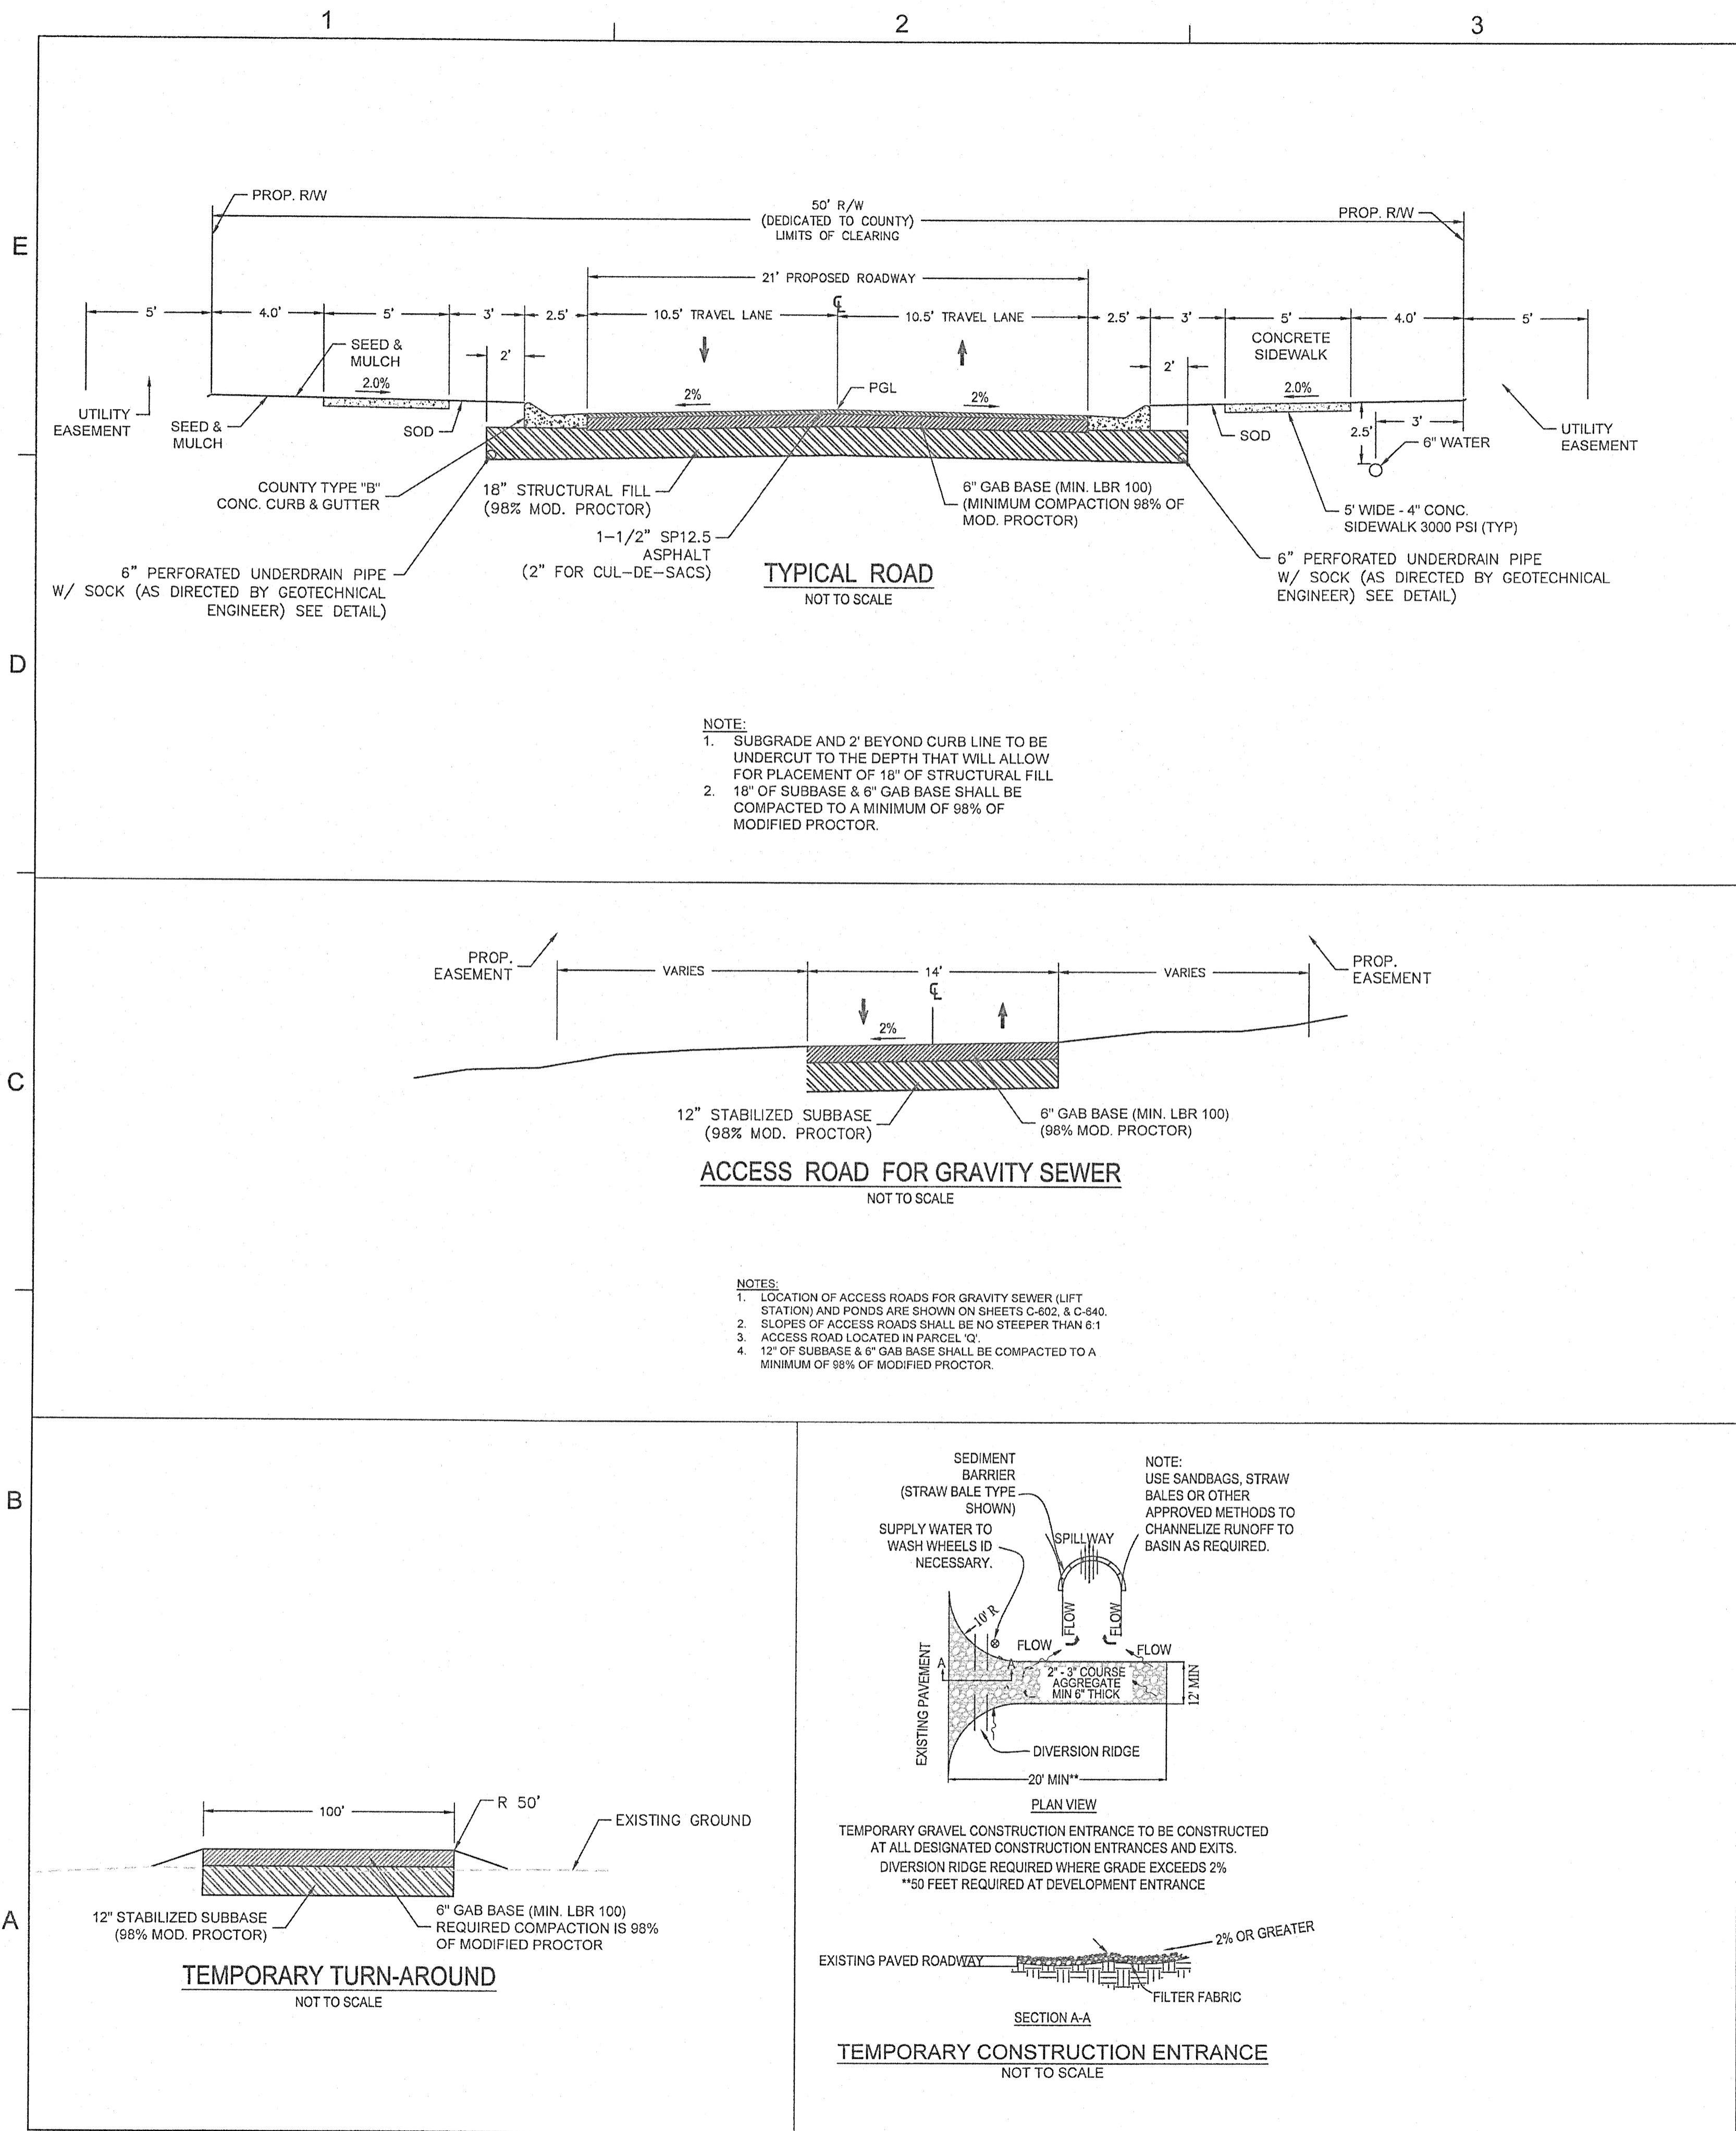 1
2
3
E
D
C
B
A
PROP. R/W
50' R/W
(DEDICATED TO COUNTY)
LIMITS OF CLEARING
PROP. R/W
21' PROPOSED ROADWAY
℄
5'
4.0'
5'
3'
2.5'
10.5' TRAVEL LANE
10.5' TRAVEL LANE
2.5'
3'
5'
4.0'
5'
SEED &
MULCH
2'
2.0%
2%
PGL
2%
2'
CONCRETE
SIDEWALK
2.0%
UTILITY
EASEMENT
SEED &
MULCH
SOD
SOD
2.5'
3'
6" WATER
UTILITY
EASEMENT
COUNTY TYPE "B"
CONC. CURB & GUTTER
18" STRUCTURAL FILL
(98% MOD. PROCTOR)
1-1/2" SP12.5
ASPHALT
(2" FOR CUL-DE-SACS)
6" GAB BASE (MIN. LBR 100)
(MINIMUM COMPACTION 98% OF
MOD. PROCTOR)
5' WIDE - 4" CONC.
SIDEWALK 3000 PSI (TYP)
6" PERFORATED UNDERDRAIN PIPE
W/ SOCK (AS DIRECTED BY GEOTECHNICAL
ENGINEER) SEE DETAIL)
6" PERFORATED UNDERDRAIN PIPE
W/ SOCK (AS DIRECTED BY GEOTECHNICAL
ENGINEER) SEE DETAIL)
TYPICAL ROAD
NOT TO SCALE
NOTE:
1. SUBGRADE AND 2' BEYOND CURB LINE TO BE
UNDERCUT TO THE DEPTH THAT WILL ALLOW
FOR PLACEMENT OF 18" OF STRUCTURAL FILL
2. 18" OF SUBBASE & 6" GAB BASE SHALL BE
COMPACTED TO A MINIMUM OF 98% OF
MODIFIED PROCTOR.
PROP.
EASEMENT
VARIES
14'
VARIES
PROP.
EASEMENT
℄
2%
12" STABILIZED SUBBASE
(98% MOD. PROCTOR)
6" GAB BASE (MIN. LBR 100)
(98% MOD. PROCTOR)
ACCESS ROAD FOR GRAVITY SEWER
NOT TO SCALE
NOTES:
1. LOCATION OF ACCESS ROADS FOR GRAVITY SEWER (LIFT
STATION) AND PONDS ARE SHOWN ON SHEETS C-602, & C-640.
2. SLOPES OF ACCESS ROADS SHALL BE NO STEEPER THAN 6:1
3. ACCESS ROAD LOCATED IN PARCEL 'Q'.
4. 12" OF SUBBASE & 6" GAB BASE SHALL BE COMPACTED TO A
MINIMUM OF 98% OF MODIFIED PROCTOR.
100'
R 50'
EXISTING GROUND
12" STABILIZED SUBBASE
(98% MOD. PROCTOR)
6" GAB BASE (MIN. LBR 100)
REQUIRED COMPACTION IS 98%
OF MODIFIED PROCTOR
TEMPORARY TURN-AROUND
NOT TO SCALE
SEDIMENT
BARRIER
(STRAW BALE TYPE
SHOWN)
SUPPLY WATER TO
WASH WHEELS ID
NECESSARY.
SPILLWAY
NOTE:
USE SANDBAGS, STRAW
BALES OR OTHER
APPROVED METHODS TO
CHANNELIZE RUNOFF TO
BASIN AS REQUIRED.
10' R
FLOW
FLOW
FLOW
FLOW
EXISTING PAVEMENT
A
A
2" - 3" COURSE
AGGREGATE
MIN 6" THICK
12' MIN
DIVERSION RIDGE
20' MIN**
PLAN VIEW
TEMPORARY GRAVEL CONSTRUCTION ENTRANCE TO BE CONSTRUCTED
AT ALL DESIGNATED CONSTRUCTION ENTRANCES AND EXITS.
DIVERSION RIDGE REQUIRED WHERE GRADE EXCEEDS 2%
**50 FEET REQUIRED AT DEVELOPMENT ENTRANCE
2% OR GREATER
EXISTING PAVED ROADWAY
FILTER FABRIC
SECTION A-A
TEMPORARY CONSTRUCTION ENTRANCE
NOT TO SCALE